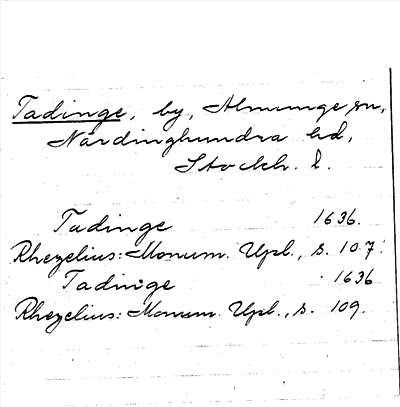 Tadinge, by, Almunge sn,
Närdinghundra hd,
Stockh. l.
Tadinge 1636.
Rhezelius: Monum. Upl., s. 107.
Tadinge 1636
Rhezelius: Monum. Upl., s. 109.